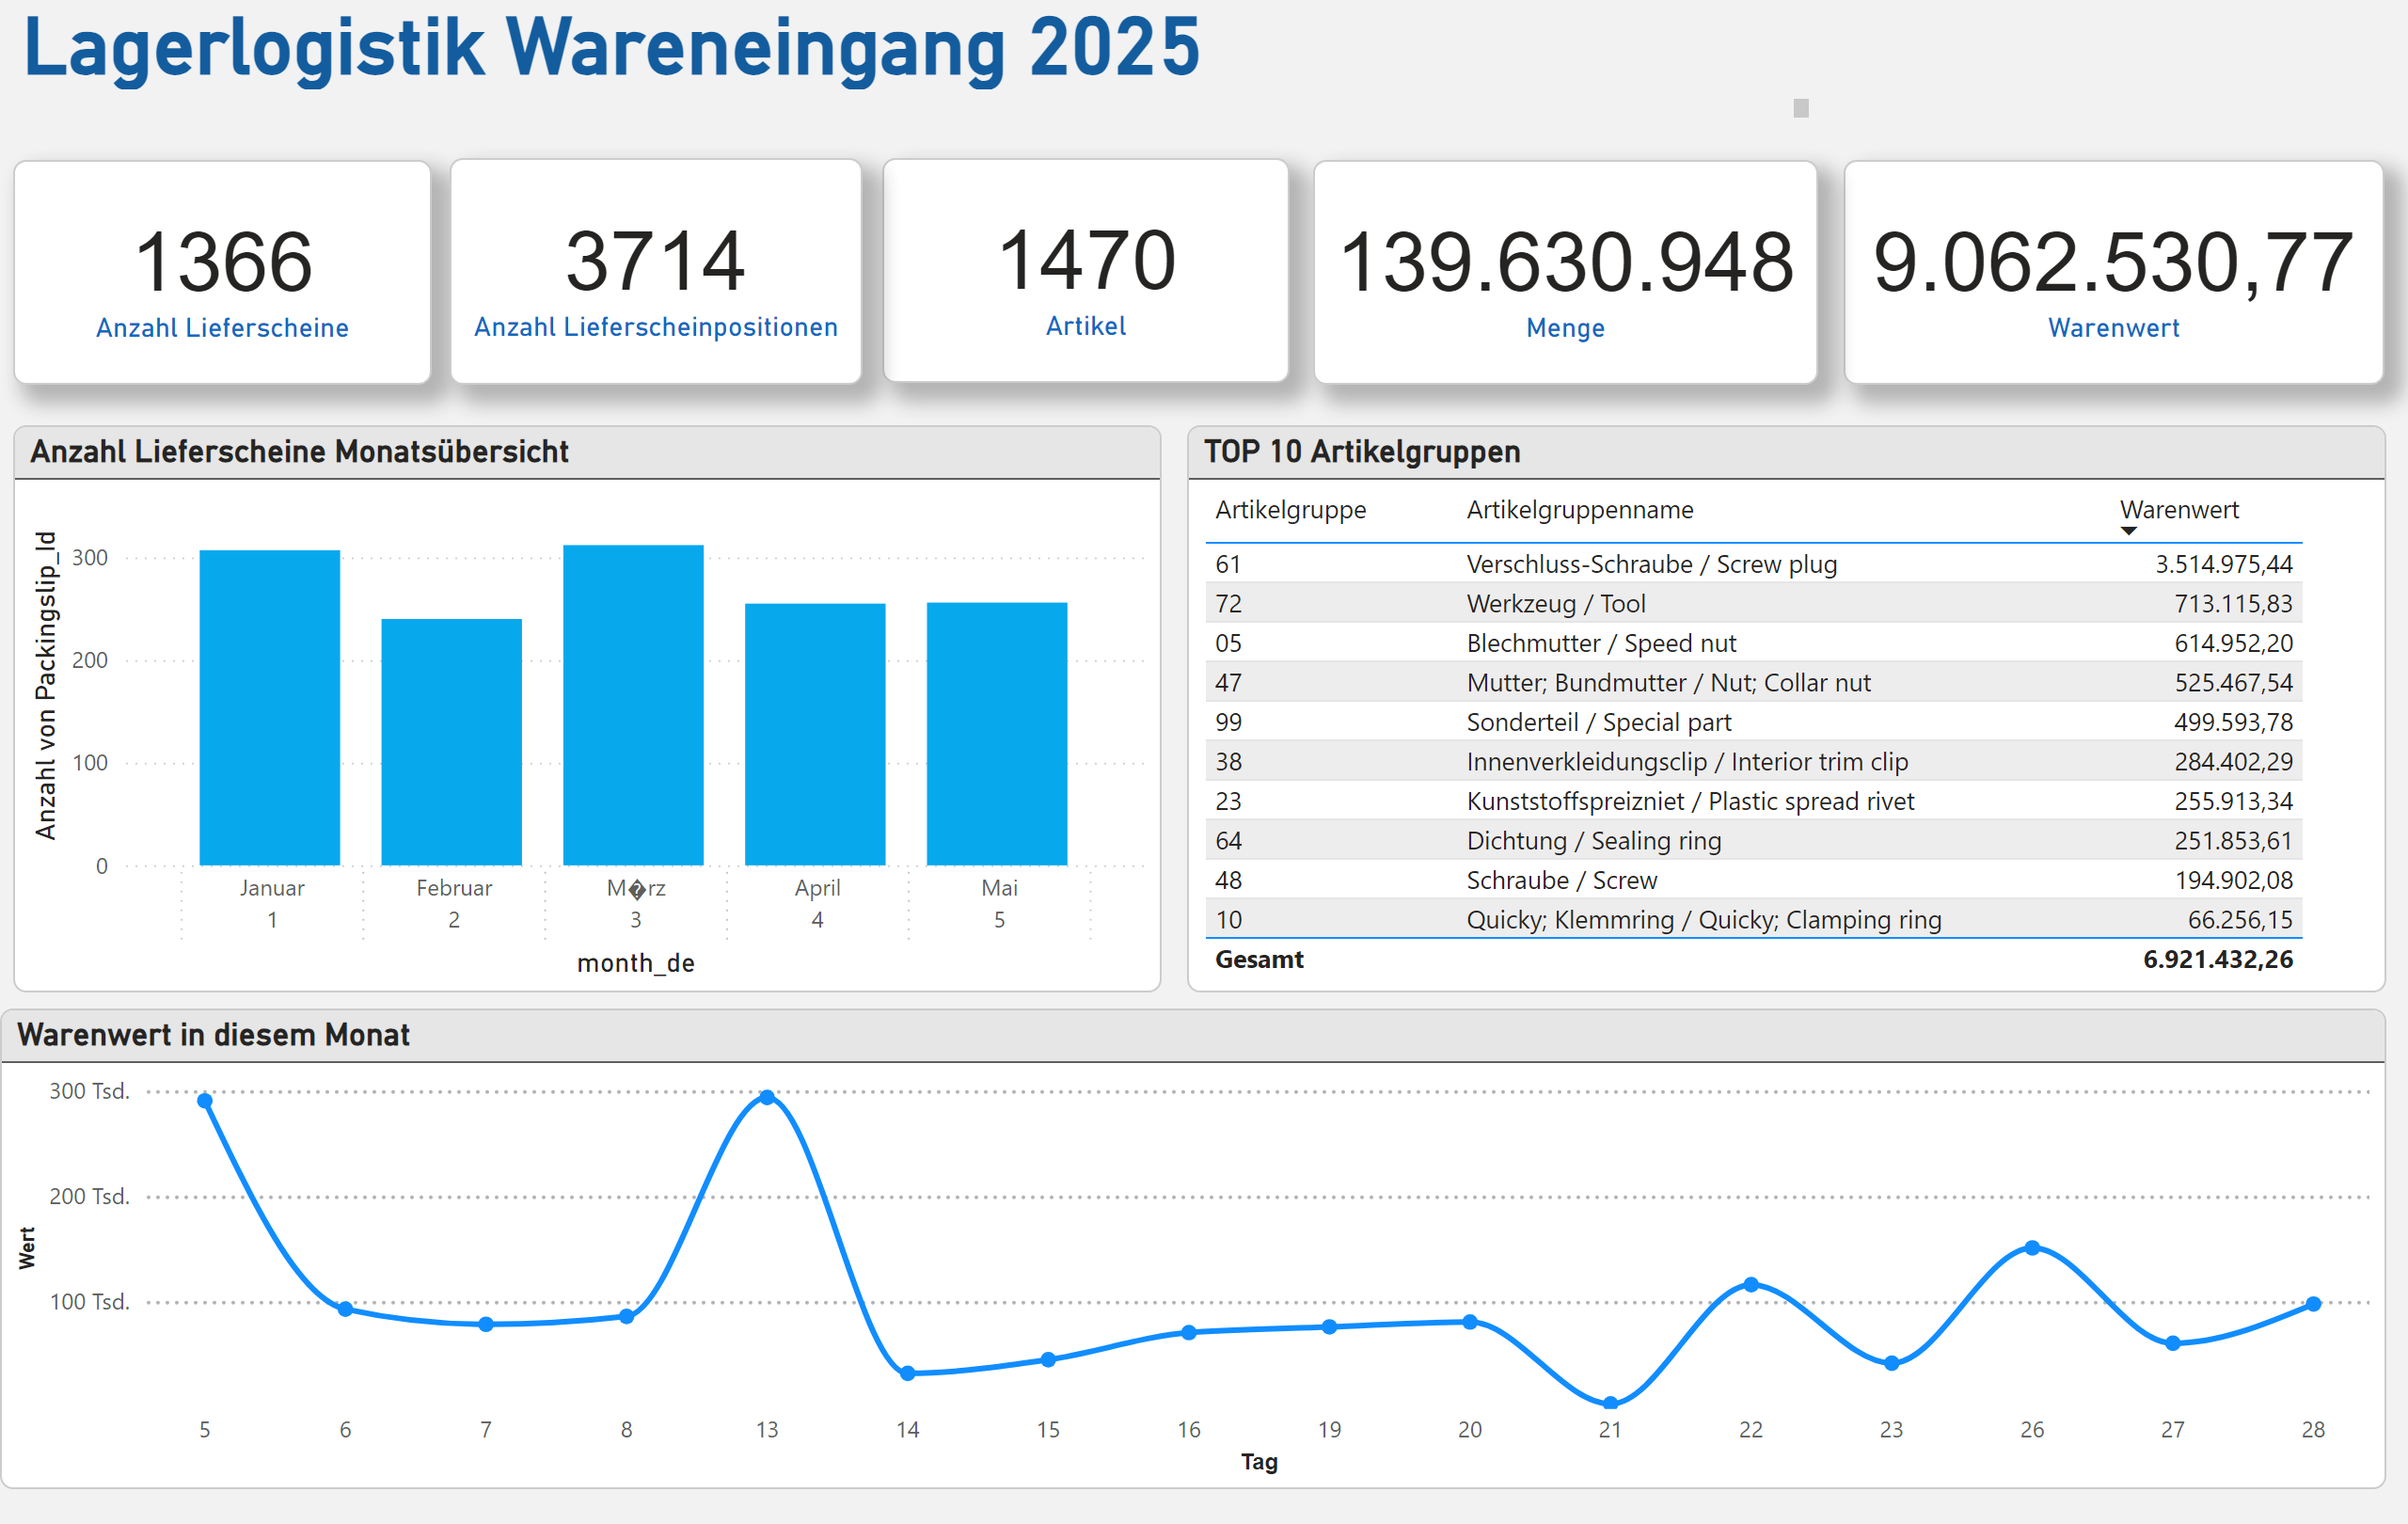 Lagerlogistik Wareneingang 2025
1366
Anzahl Lieferscheine
3714
Anzahl Lieferscheinpositionen
1470
Artikel
139.630.948
Menge
9.062.530,77
Warenwert
Anzahl Lieferscheine Monatsübersicht
Anzahl von Packingslip_Id
300
200
100
0
Januar Februar M�rz April Mai
1 2 3 4 5
month_de
TOP 10 Artikelgruppen
Artikelgruppe Artikelgruppenname Warenwert
61 Verschluss-Schraube / Screw plug 3.514.975,44
72 Werkzeug / Tool 713.115,83
05 Blechmutter / Speed nut 614.952,20
47 Mutter; Bundmutter / Nut; Collar nut 525.467,54
99 Sonderteil / Special part 499.593,78
38 Innenverkleidungsclip / Interior trim clip 284.402,29
23 Kunststoffspreizniet / Plastic spread rivet 255.913,34
64 Dichtung / Sealing ring 251.853,61
48 Schraube / Screw 194.902,08
10 Quicky; Klemmring / Quicky; Clamping ring 66.256,15
Gesamt 6.921.432,26
Warenwert in diesem Monat
Wert
300 Tsd.
200 Tsd.
100 Tsd.
5 6 7 8 13 14 15 16 19 20 21 22 23 26 27 28
Tag